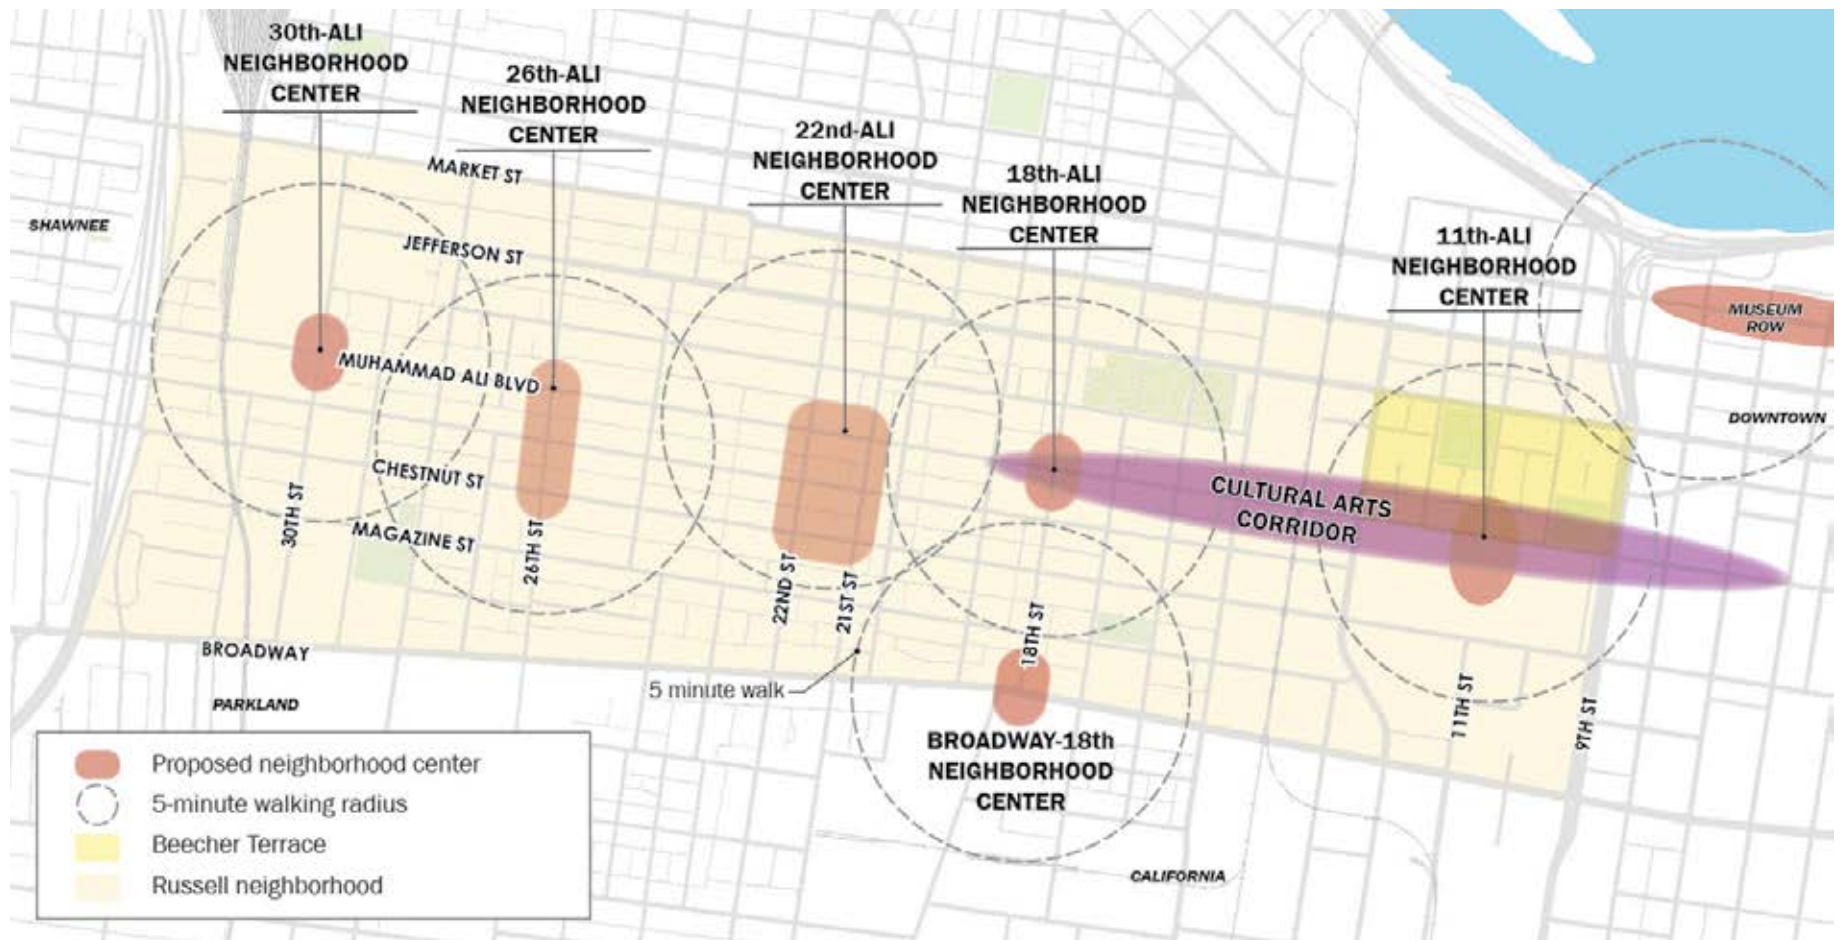 30th-ALI
NEIGHBORHOOD
CENTER
26th-ALI
NEIGHBORHOOD
CENTER
22nd-ALI
NEIGHBORHOOD
CENTER
18th-ALI
NEIGHBORHOOD
CENTER
11th-ALI
NEIGHBORHOOD
CENTER
MARKET ST
SHAWNEE
JEFFERSON ST
MUSEUM
ROW
MUHAMMAD ALI BLVD
DOWNTOWN
CHESTNUT ST
CULTURAL ARTS
CORRIDOR
30TH ST
MAGAZINE ST
26TH ST
22ND ST
21ST ST
18TH ST
BROADWAY
5 minute walk
PARKLAND
11TH ST
9TH ST
BROADWAY-18th
NEIGHBORHOOD
CENTER
CALIFORNIA
Proposed neighborhood center
5-minute walking radius
Beecher Terrace
Russell neighborhood